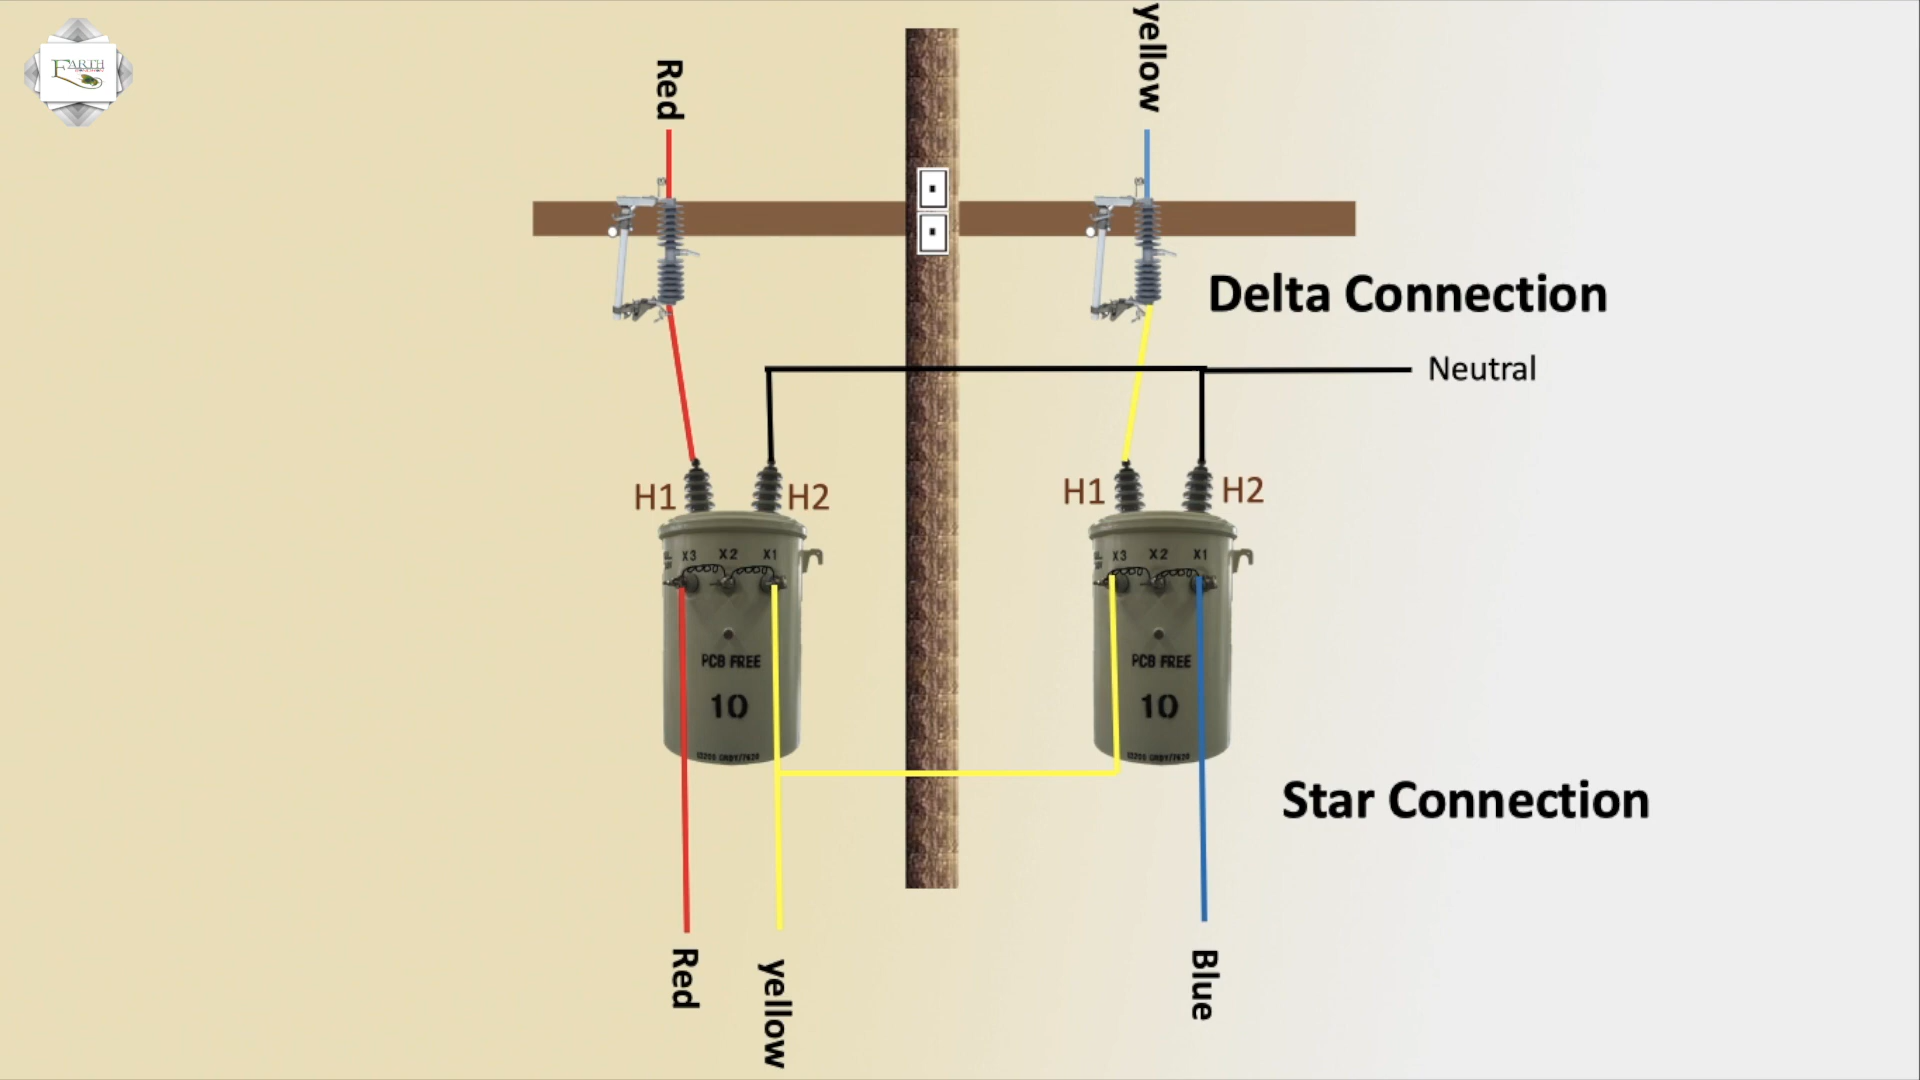 EARTH
Red
yellow
Delta Connection
Neutral
H1
H2
H1
H2
X3 X2 X1
X3 X2 X1
PCB FREE
10
PCB FREE
10
Star Connection
Red
yellow
Blue